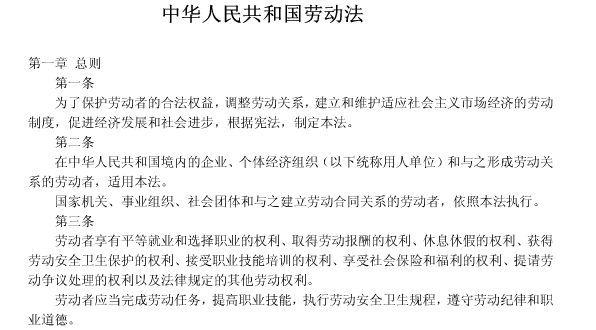 中华人民共和国劳动法
第一章 总则
第一条
为了保护劳动者的合法权益，调整劳动关系，建立和维护适应社会主义市场经济的劳动
制度，促进经济发展和社会进步，根据宪法，制定本法。
第二条
在中华人民共和国境内的企业、个体经济组织（以下统称用人单位）和与之形成劳动关
系的劳动者，适用本法。
国家机关、事业组织、社会团体和与之建立劳动合同关系的劳动者，依照本法执行。
第三条
劳动者享有平等就业和选择职业的权利、取得劳动报酬的权利、休息休假的权利、获得
劳动安全卫生保护的权利、接受职业技能培训的权利、享受社会保险和福利的权利、提请劳
动争议处理的权利以及法律规定的其他劳动权利。
劳动者应当完成劳动任务，提高职业技能，执行劳动安全卫生规程，遵守劳动纪律和职
业道德。